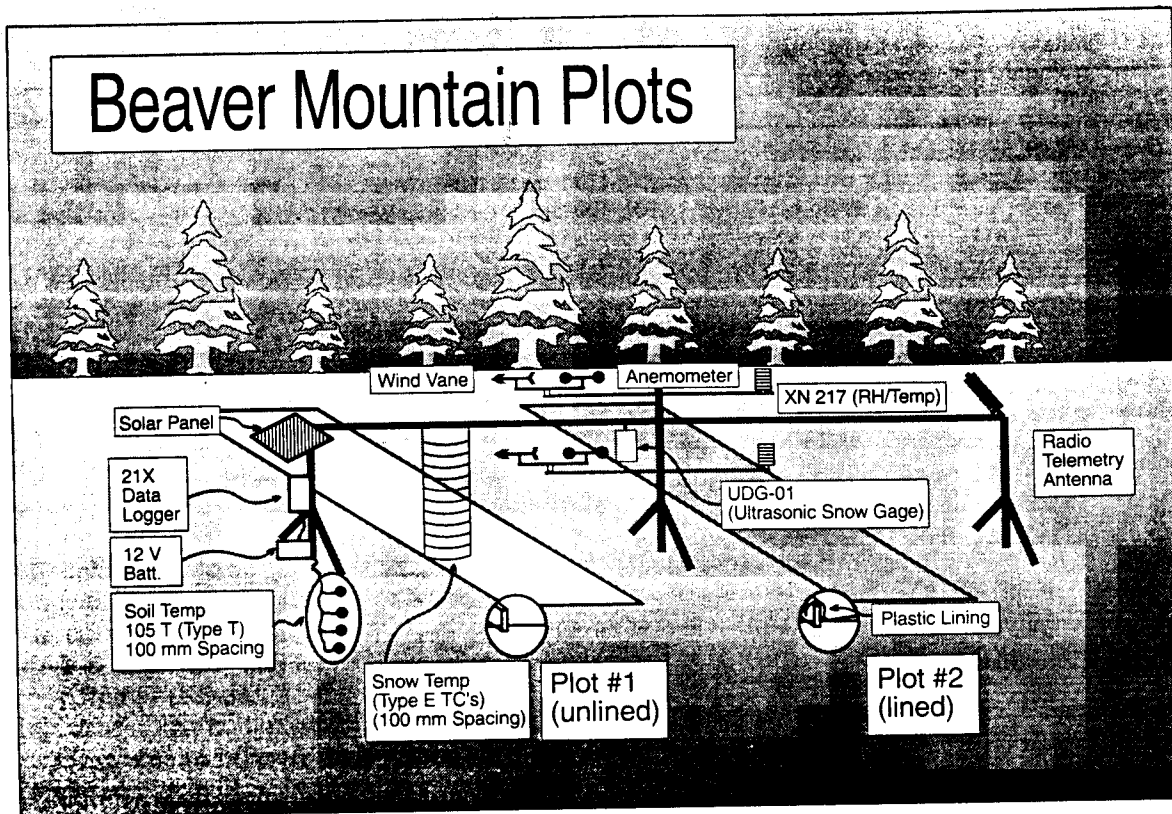 Beaver Mountain Plots
Wind Vane
Anemometer
XN 217 (RH/Temp)
Solar Panel
Radio
Telemetry
Antenna
21X
Data
Logger
UDG-01
(Ultrasonic Snow Gage)
12 V
Batt.
Soil Temp
105 T (Type T)
100 mm Spacing
Plastic Lining
Snow Temp
(Type E TC's)
(100 mm Spacing)
Plot #1
(unlined)
Plot #2
(lined)